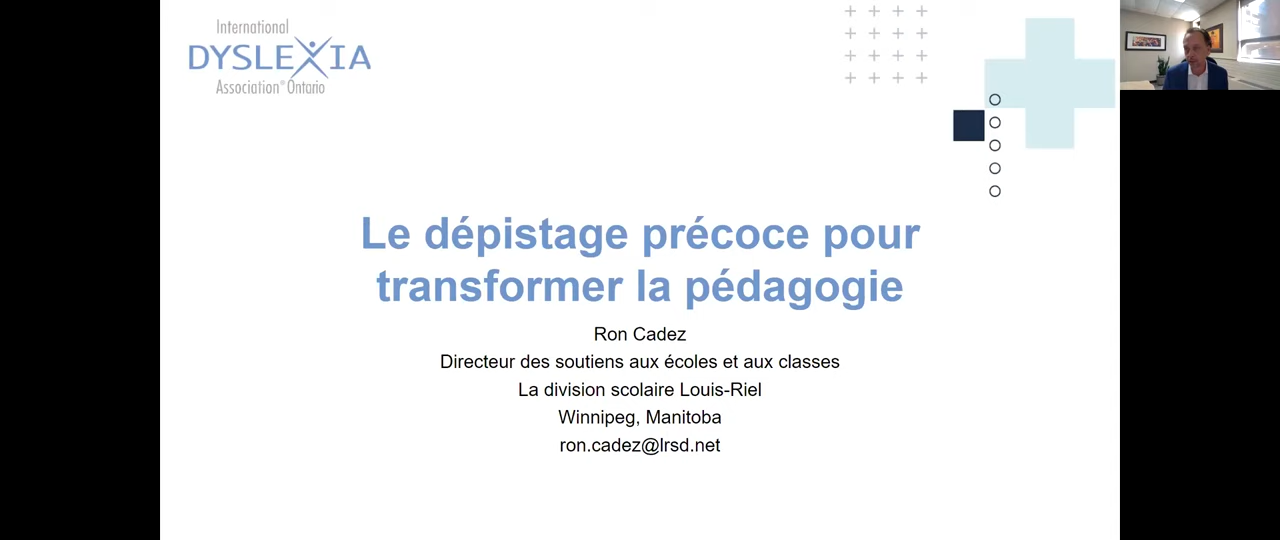 International
DYSLEXIA
Association® Ontario
Le dépistage précoce pour
transformer la pédagogie
Ron Cadez
Directeur des soutiens aux écoles et aux classes
La division scolaire Louis-Riel
Winnipeg, Manitoba
ron.cadez@lrsd.net